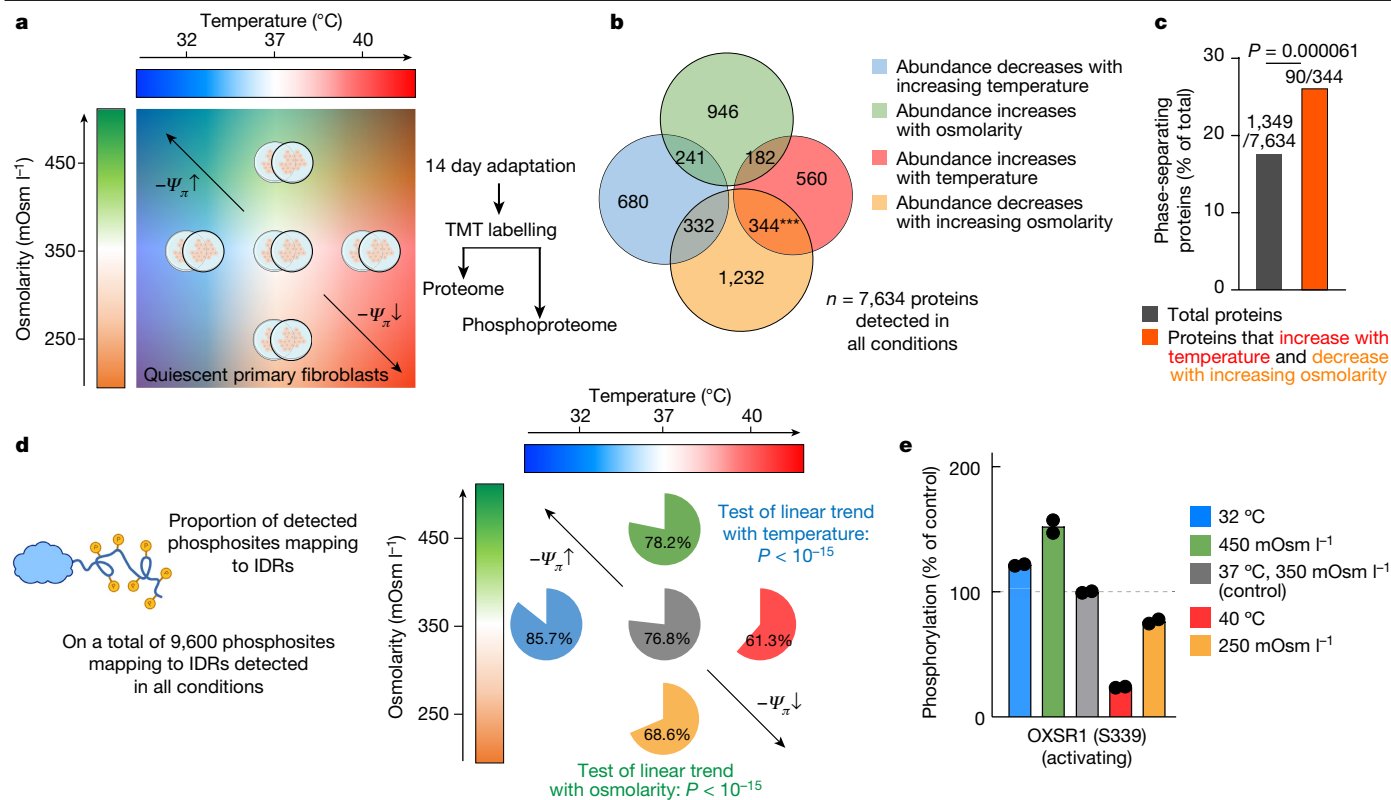 a
Temperature (°C)
32 37 40
Osmolarity (mOsm l⁻¹)
450
350
250
−Ψπ↑
−Ψπ↓
Quiescent primary fibroblasts
14 day adaptation
TMT labelling
Proteome
Phosphoproteome
b
946
241
182
680
560
332
344***
1,232
Abundance decreases with
increasing temperature
Abundance increases
with osmolarity
Abundance increases
with temperature
Abundance decreases
with increasing osmolarity
n = 7,634 proteins
detected in
all conditions
c
Phase-separating
proteins (% of total)
30
20
10
0
P = 0.000061
90/344
1,349
/7,634
Total proteins
Proteins that increase with
temperature and decrease
with increasing osmolarity
d
Proportion of detected
phosphosites mapping
to IDRs
P P P P P P P
On a total of 9,600 phosphosites
mapping to IDRs detected
in all conditions
Temperature (°C)
32 37 40
Osmolarity (mOsm l⁻¹)
450
350
250
−Ψπ↑
78.2%
Test of linear trend
with temperature:
P < 10⁻¹⁵
85.7%
76.8%
61.3%
−Ψπ↓
68.6%
Test of linear trend
with osmolarity: P < 10⁻¹⁵
e
Phosphorylation (% of control)
200
100
0
OXSR1 (S339)
(activating)
32 °C
450 mOsm l⁻¹
37 °C, 350 mOsm l⁻¹
(control)
40 °C
250 mOsm l⁻¹